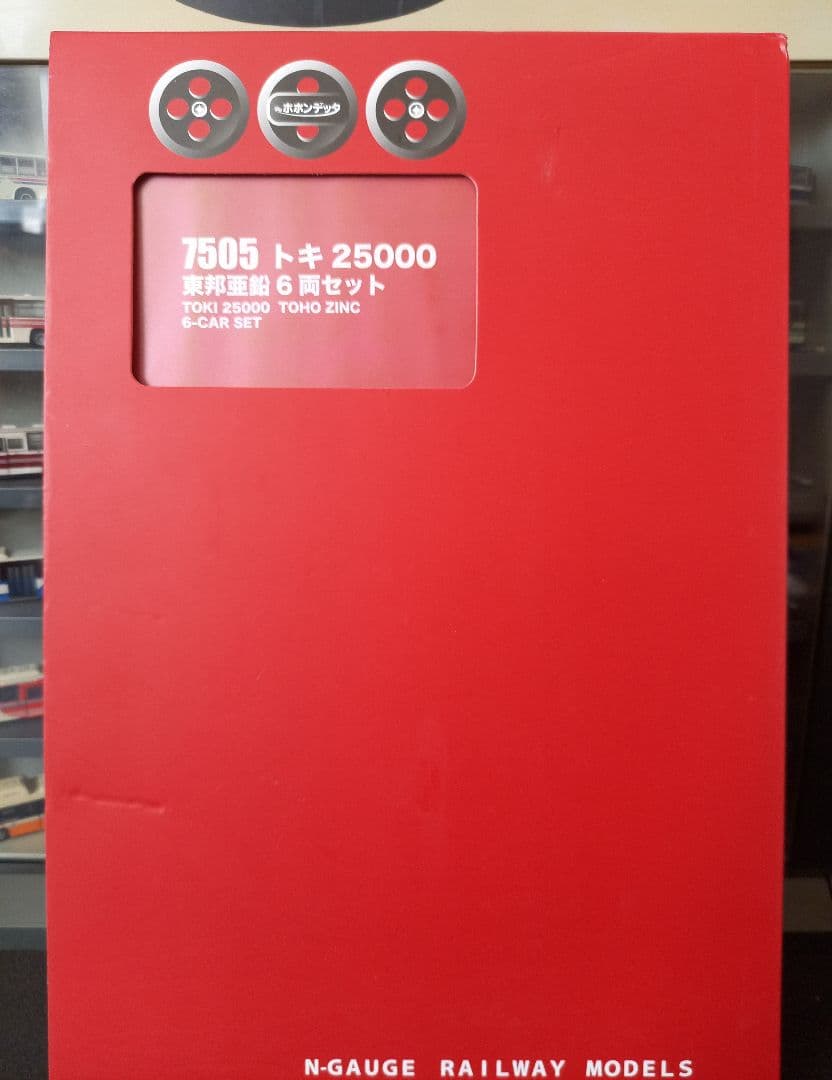 ポポンデッタ
7505 トキ 25000
東邦亜鉛 6 両セット
TOKI 25000 TOHO ZINC
6-CAR SET
N-GAUGE RAILWAY MODELS